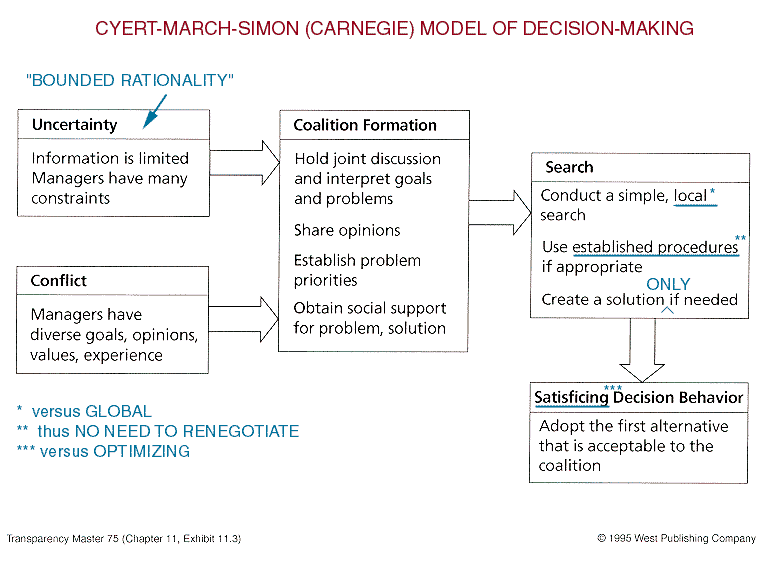 CYERT-MARCH-SIMON (CARNEGIE) MODEL OF DECISION-MAKING
"BOUNDED RATIONALITY"
Uncertainty
Information is limited
Managers have many
constraints
Conflict
Managers have
diverse goals, opinions,
values, experience
Coalition Formation
Hold joint discussion
and interpret goals
and problems
Share opinions
Establish problem
priorities
Obtain social support
for problem, solution
Search
Conduct a simple, local *
search
Use established procedures **
if appropriate
ONLY
Create a solution ^ if needed
Satisficing *** Decision Behavior
Adopt the first alternative
that is acceptable to the
coalition
* versus GLOBAL
** thus NO NEED TO RENEGOTIATE
*** versus OPTIMIZING
Transparency Master 75 (Chapter 11, Exhibit 11.3)
© 1995 West Publishing Company